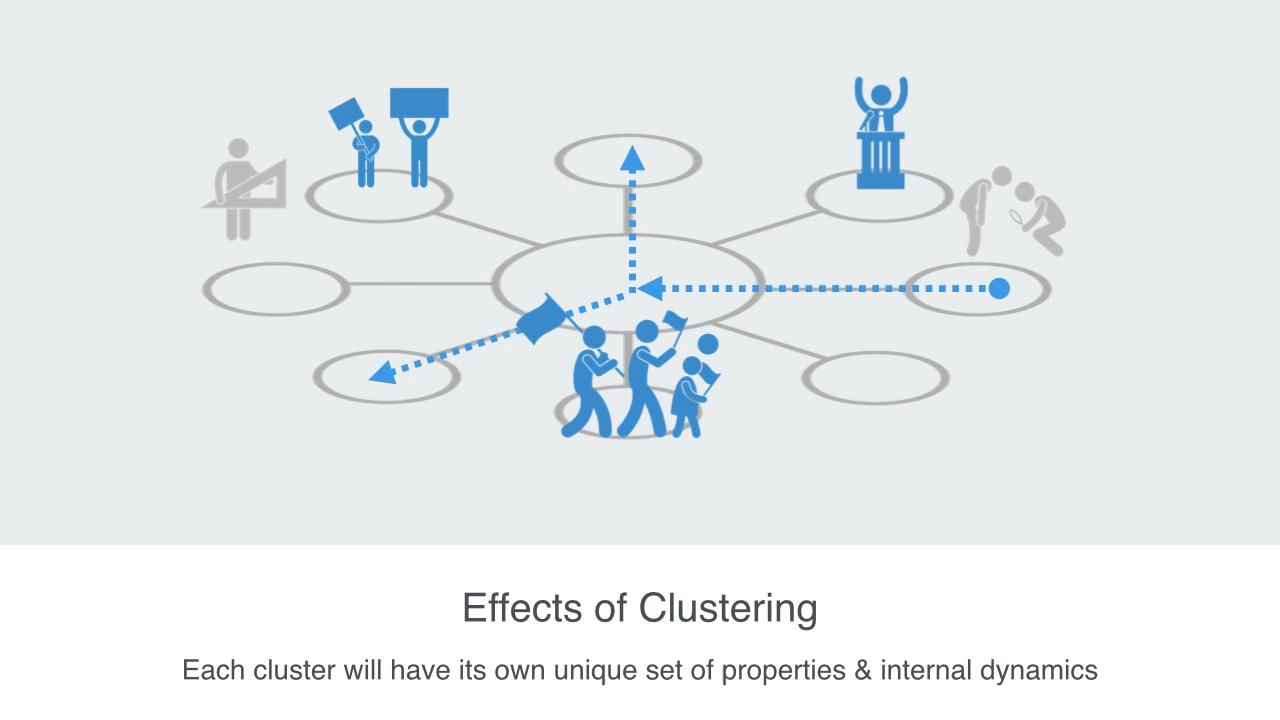 Effects of Clustering
Each cluster will have its own unique set of properties & internal dynamics